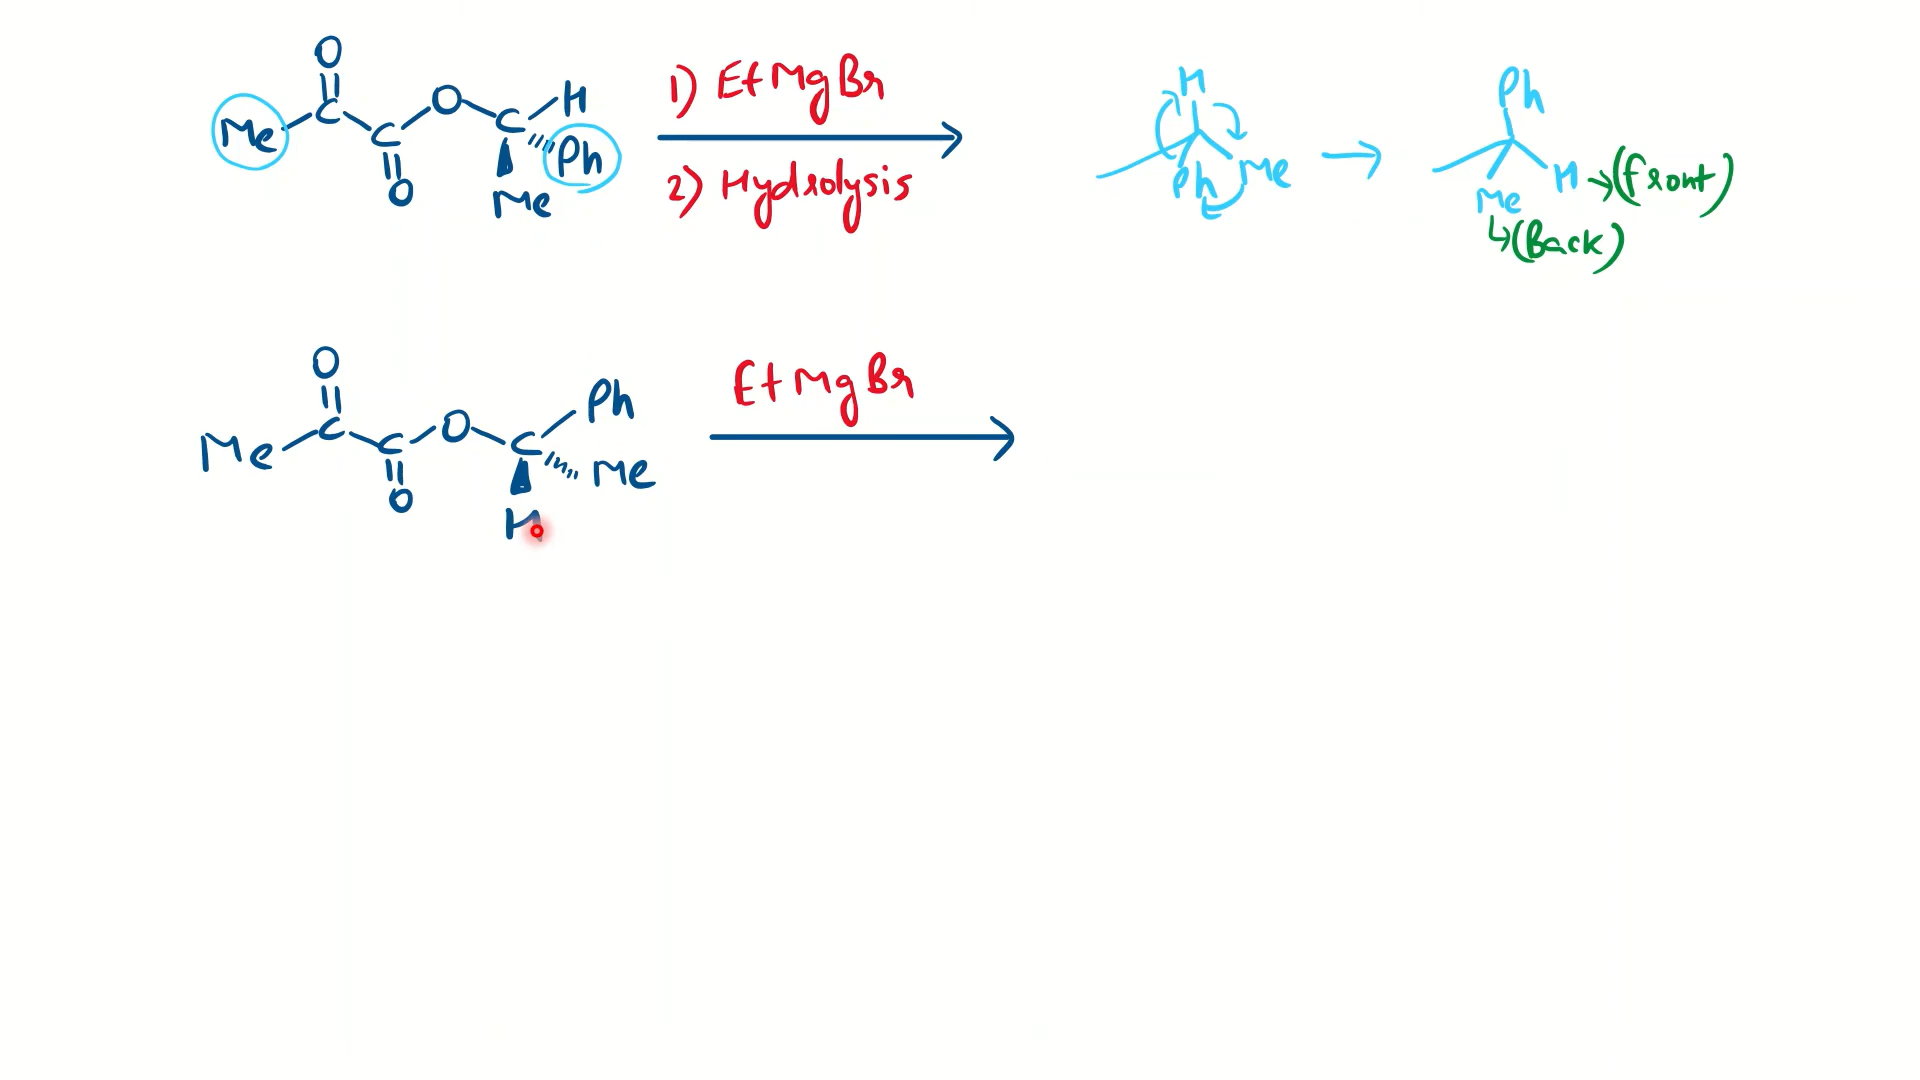 O
Me C C O O C H Ph Me
1) EtMgBr
2) Hydrolysis
H
Ph Me
Ph
H (front)
Me
(Back)
O
Me C C O O C Ph Me H
EtMgBr